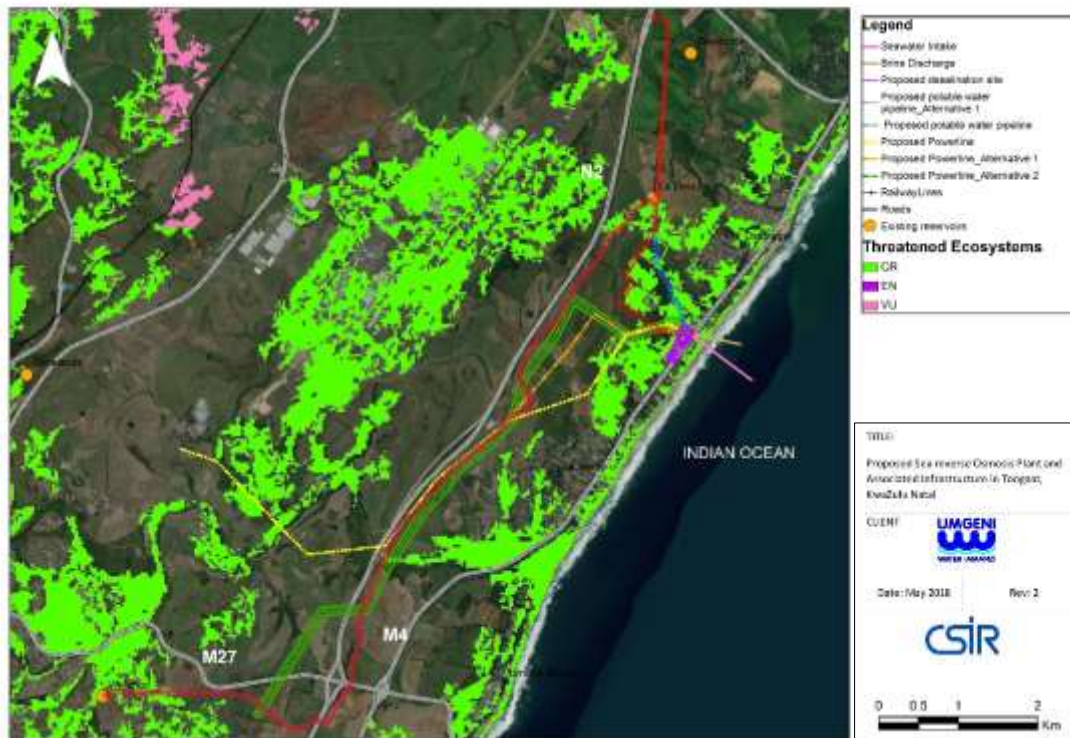 N2
INDIAN OCEAN
M4
M27
Legend
Seawater Intake
Brine Discharge
Proposed desalination site
Proposed potable water
pipeline_Alternative 1
Proposed potable water pipeline
Proposed Powerline
Proposed Powerline_Alternative 1
Proposed Powerline_Alternative 2
RailwayLines
Roads
Existing reservoirs
Threatened Ecosystems
CR
EN
VU
TITLE
Proposed Sea reverse Osmosis Plant and
Associated Infrastructure in Tongaat,
KwaZulu Natal
CLIENT
UMGENI
WATER · AMANZI
Date: May 2016
Rev: 2
CSIR
0 0.5 1 2
Km